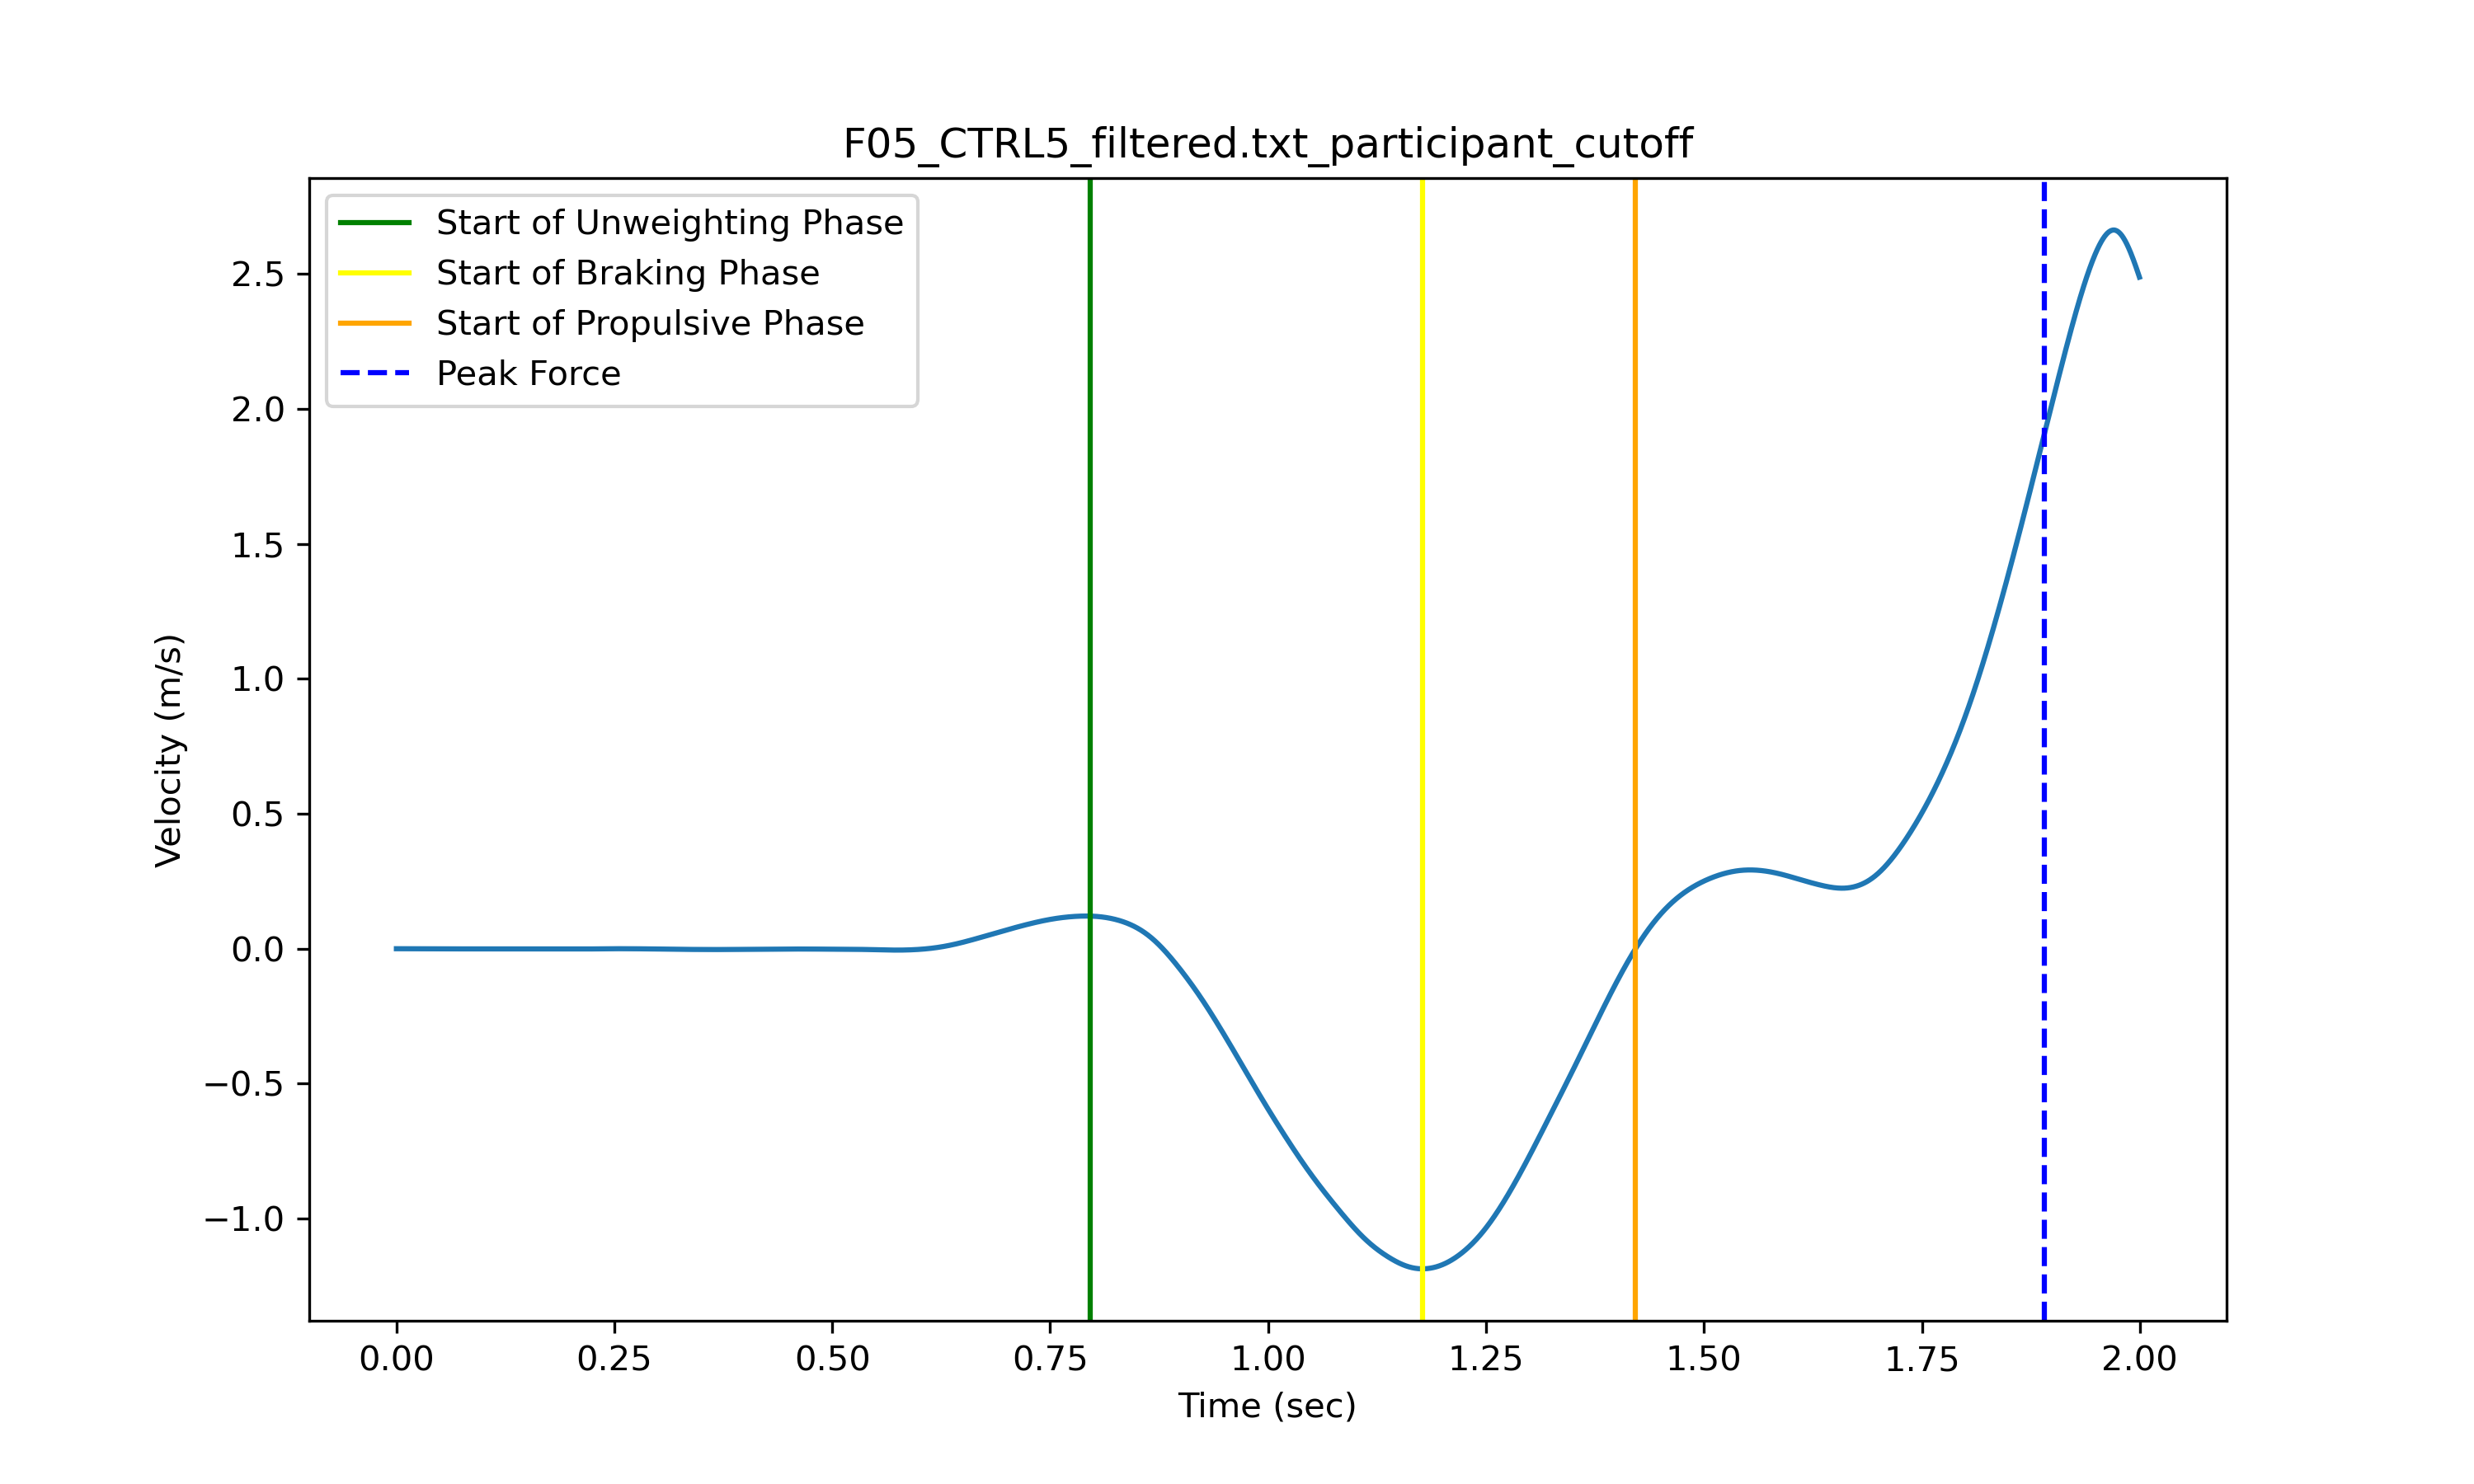 F05_CTRL5_filtered.txt_participant_cutoff
Start of Unweighting Phase
Start of Braking Phase
Start of Propulsive Phase
Peak Force
Velocity (m/s)
2.5
2.0
1.5
1.0
0.5
0.0
−0.5
−1.0
0.00 0.25 0.50 0.75 1.00 1.25 1.50 1.75 2.00
Time (sec)